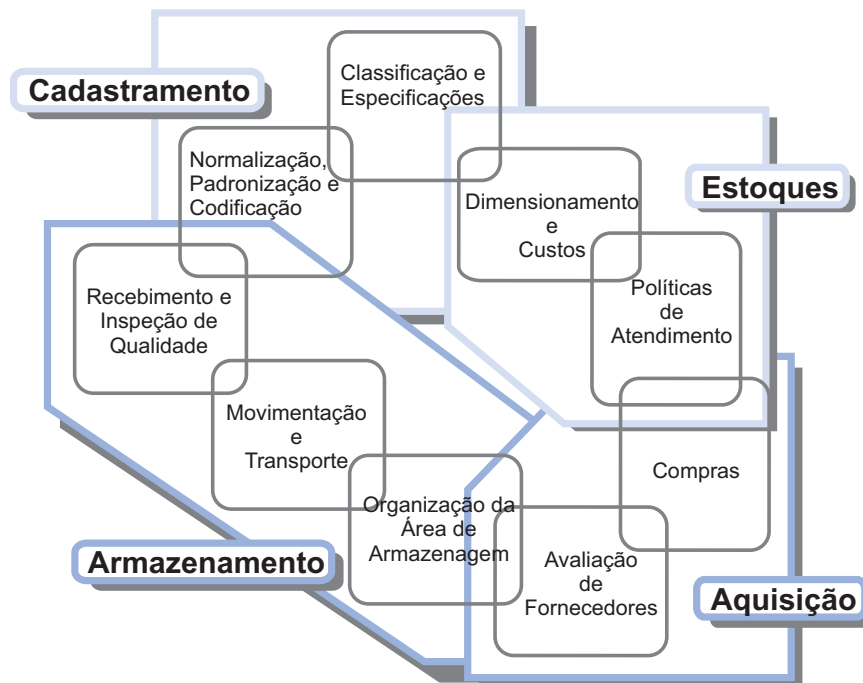 Cadastramento
Classificação e
Especificações
Normalização,
Padronização e
Codificação
Estoques
Dimensionamento
e
Custos
Políticas
de
Atendimento
Recebimento e
Inspeção de
Qualidade
Movimentação
e
Transporte
Organização da
Área de
Armazenagem
Armazenamento
Compras
Avaliação
de
Fornecedores
Aquisição